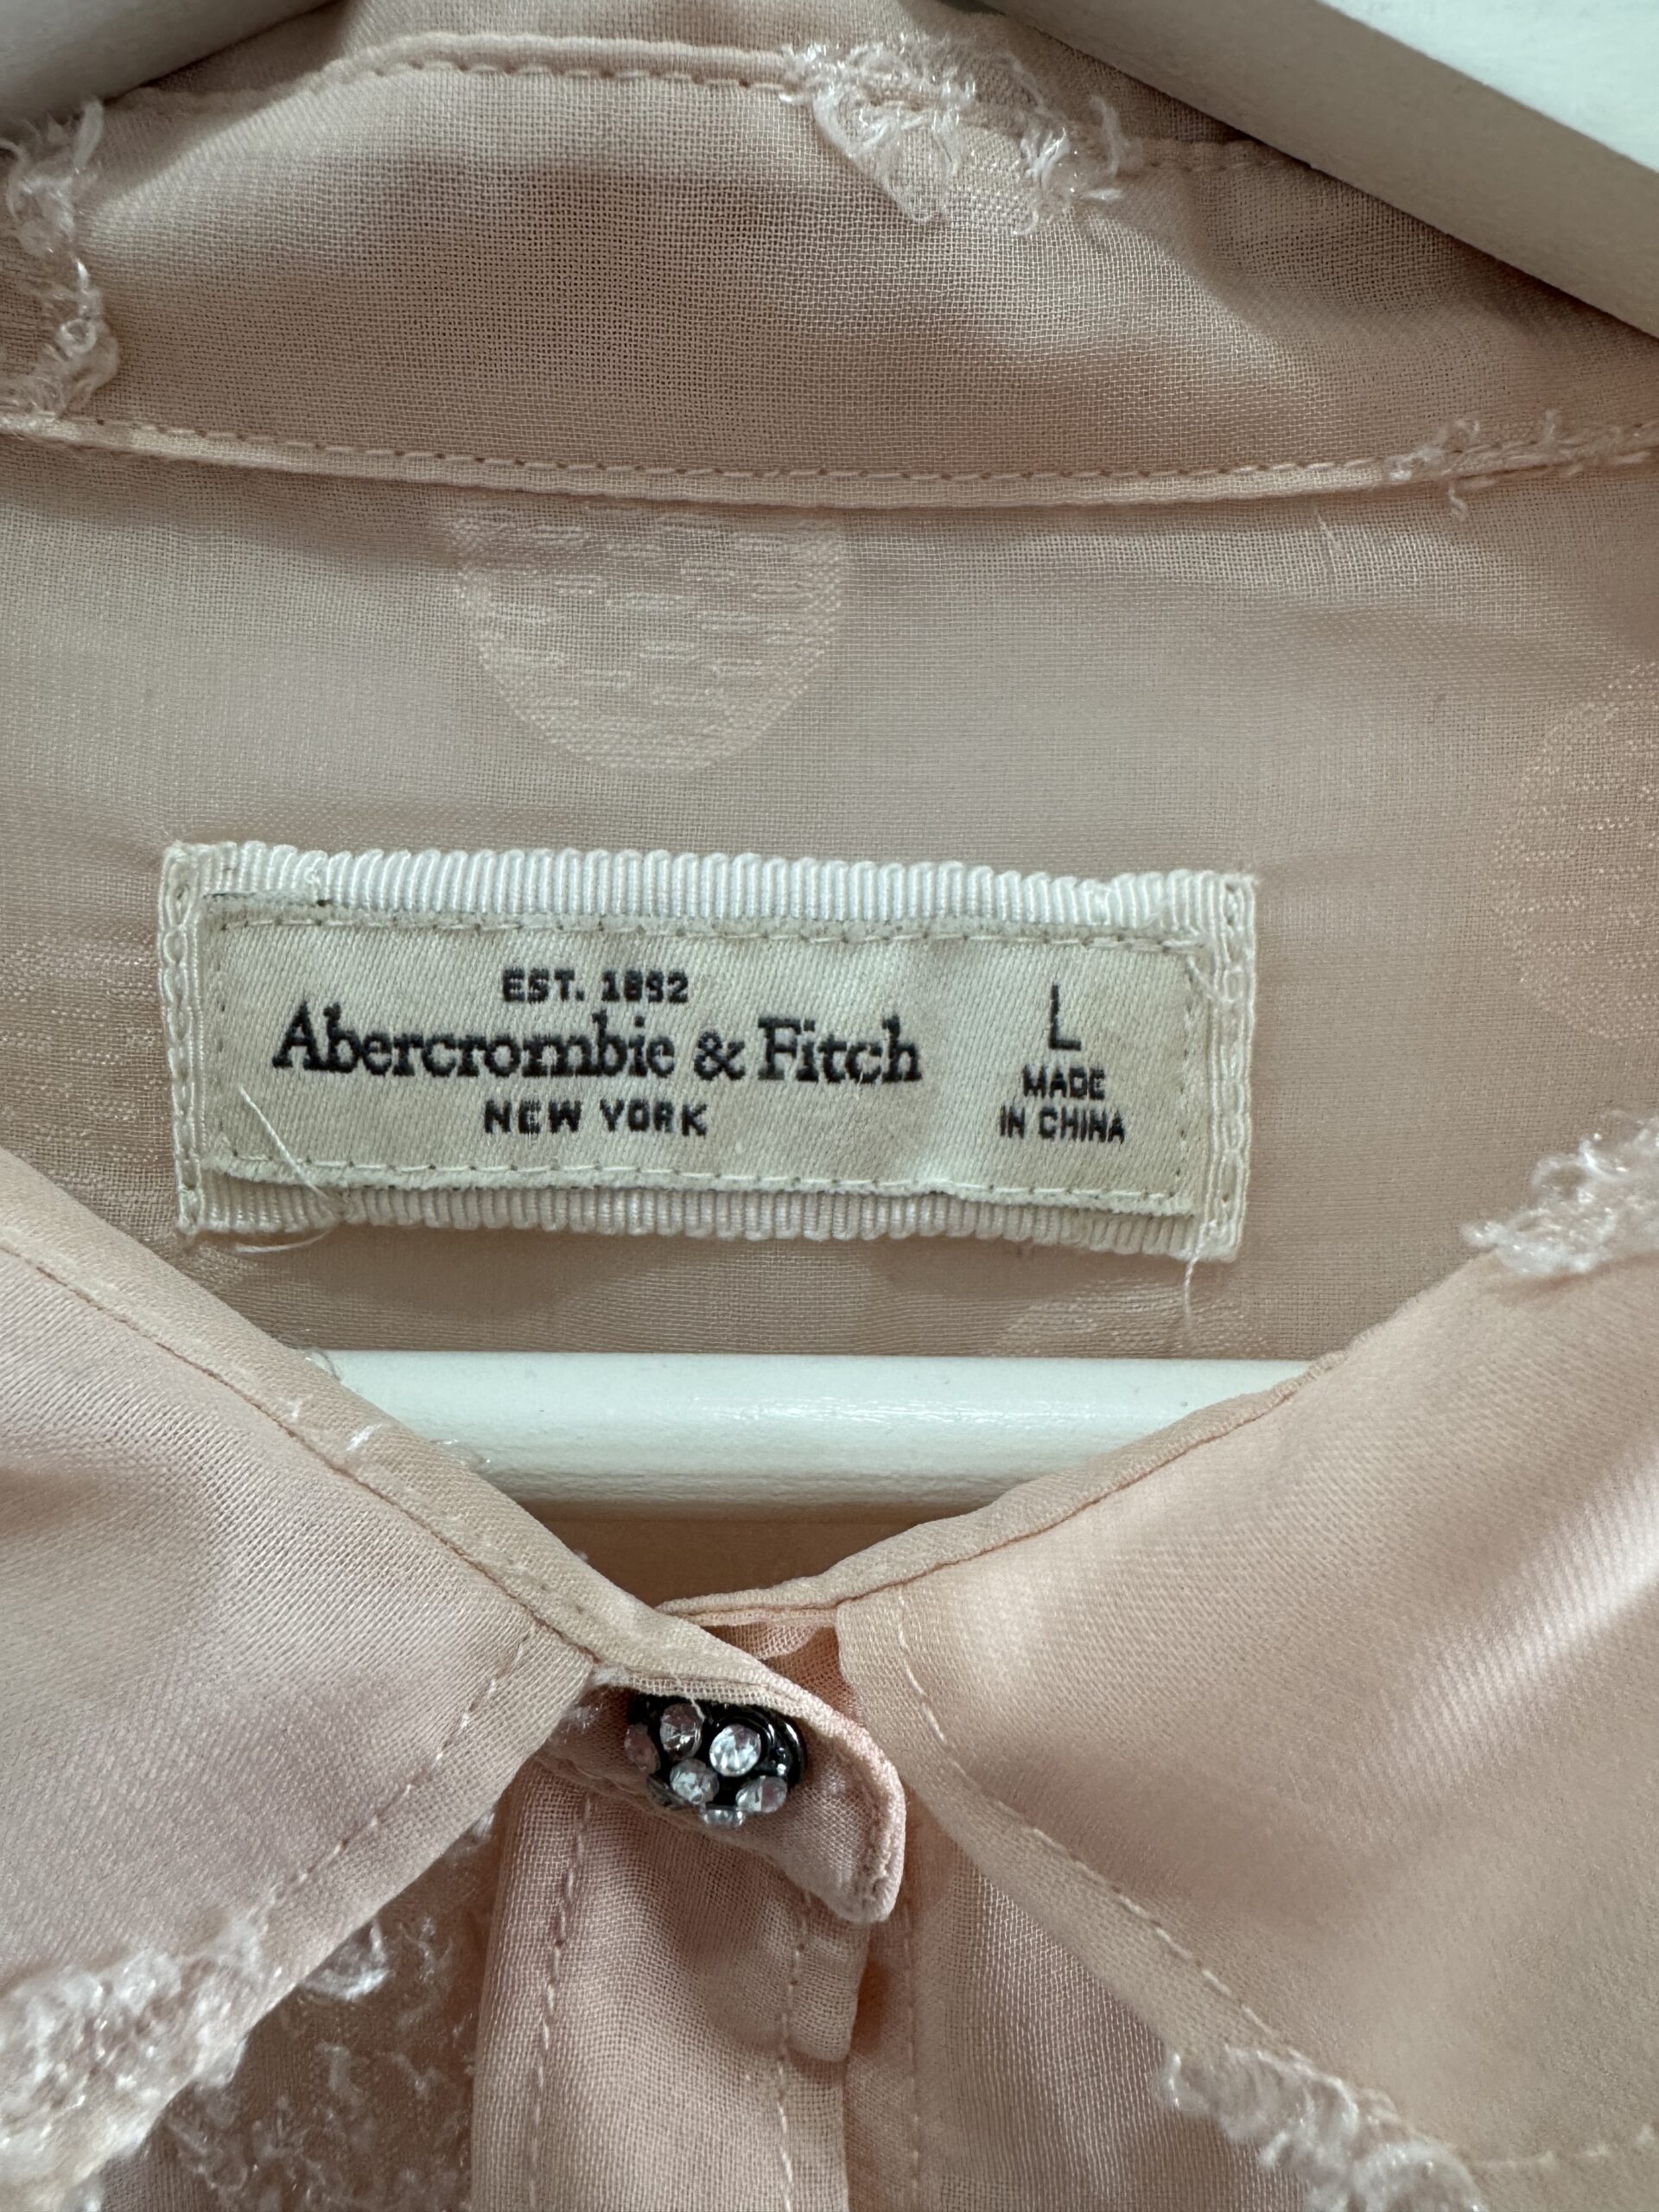 EST. 1892
Abercrombie & Fitch
NEW YORK
L
MADE
IN CHINA